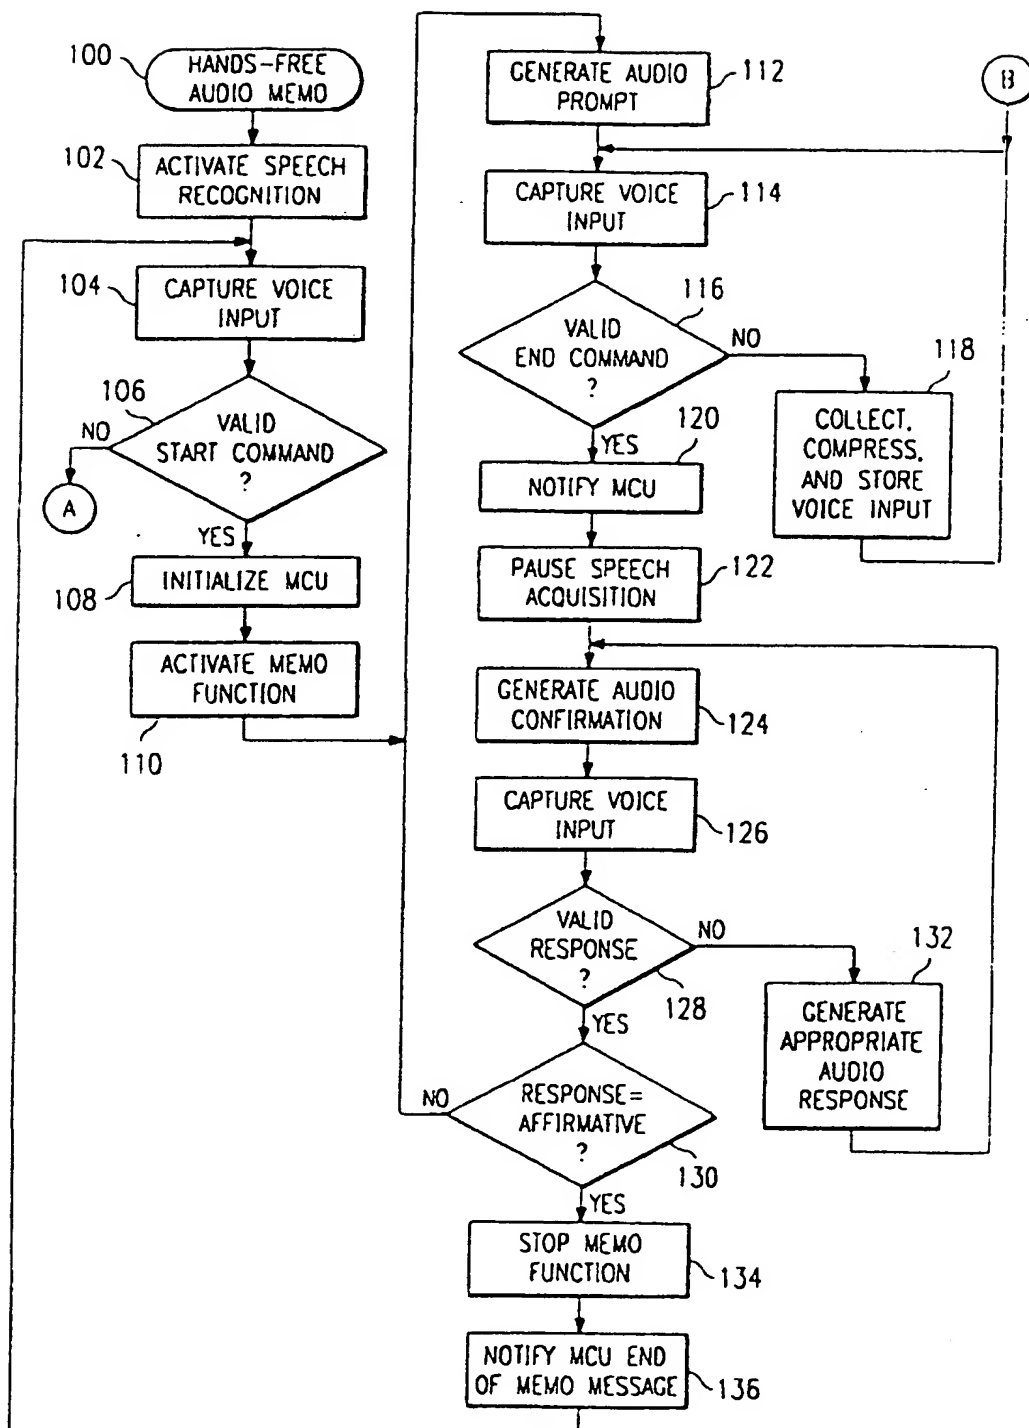 100
HANDS-FREE
AUDIO MEMO
102
ACTIVATE SPEECH
RECOGNITION
104
CAPTURE VOICE
INPUT
106
VALID
START COMMAND
?
NO
A
YES
108
INITIALIZE MCU
ACTIVATE MEMO
FUNCTION
110
GENERATE AUDIO
PROMPT
112
B
CAPTURE VOICE
INPUT
114
116
VALID
END COMMAND
?
NO
118
COLLECT,
COMPRESS,
AND STORE
VOICE INPUT
YES
120
NOTIFY MCU
PAUSE SPEECH
ACQUISITION
122
GENERATE AUDIO
CONFIRMATION
124
CAPTURE VOICE
INPUT
126
VALID
RESPONSE
?
NO
128
132
GENERATE
APPROPRIATE
AUDIO
RESPONSE
YES
RESPONSE=
AFFIRMATIVE
?
NO
130
YES
STOP MEMO
FUNCTION
134
NOTIFY MCU END
OF MEMO MESSAGE
136